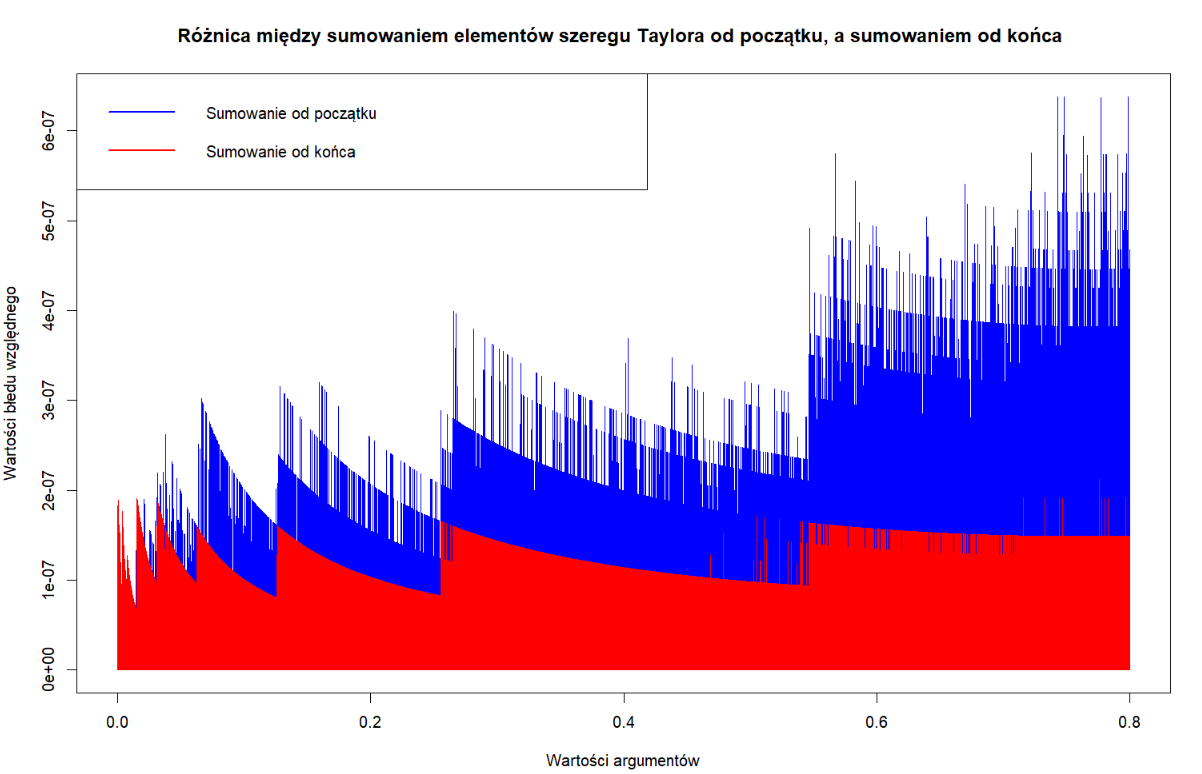 Różnica między sumowaniem elementów szeregu Taylora od początku, a sumowaniem od końca
Sumowanie od początku
Sumowanie od końca
6e-07
5e-07
4e-07
3e-07
2e-07
1e-07
0e+00
Wartości błedu względnego
0.0 0.2 0.4 0.6 0.8
Wartości argumentów